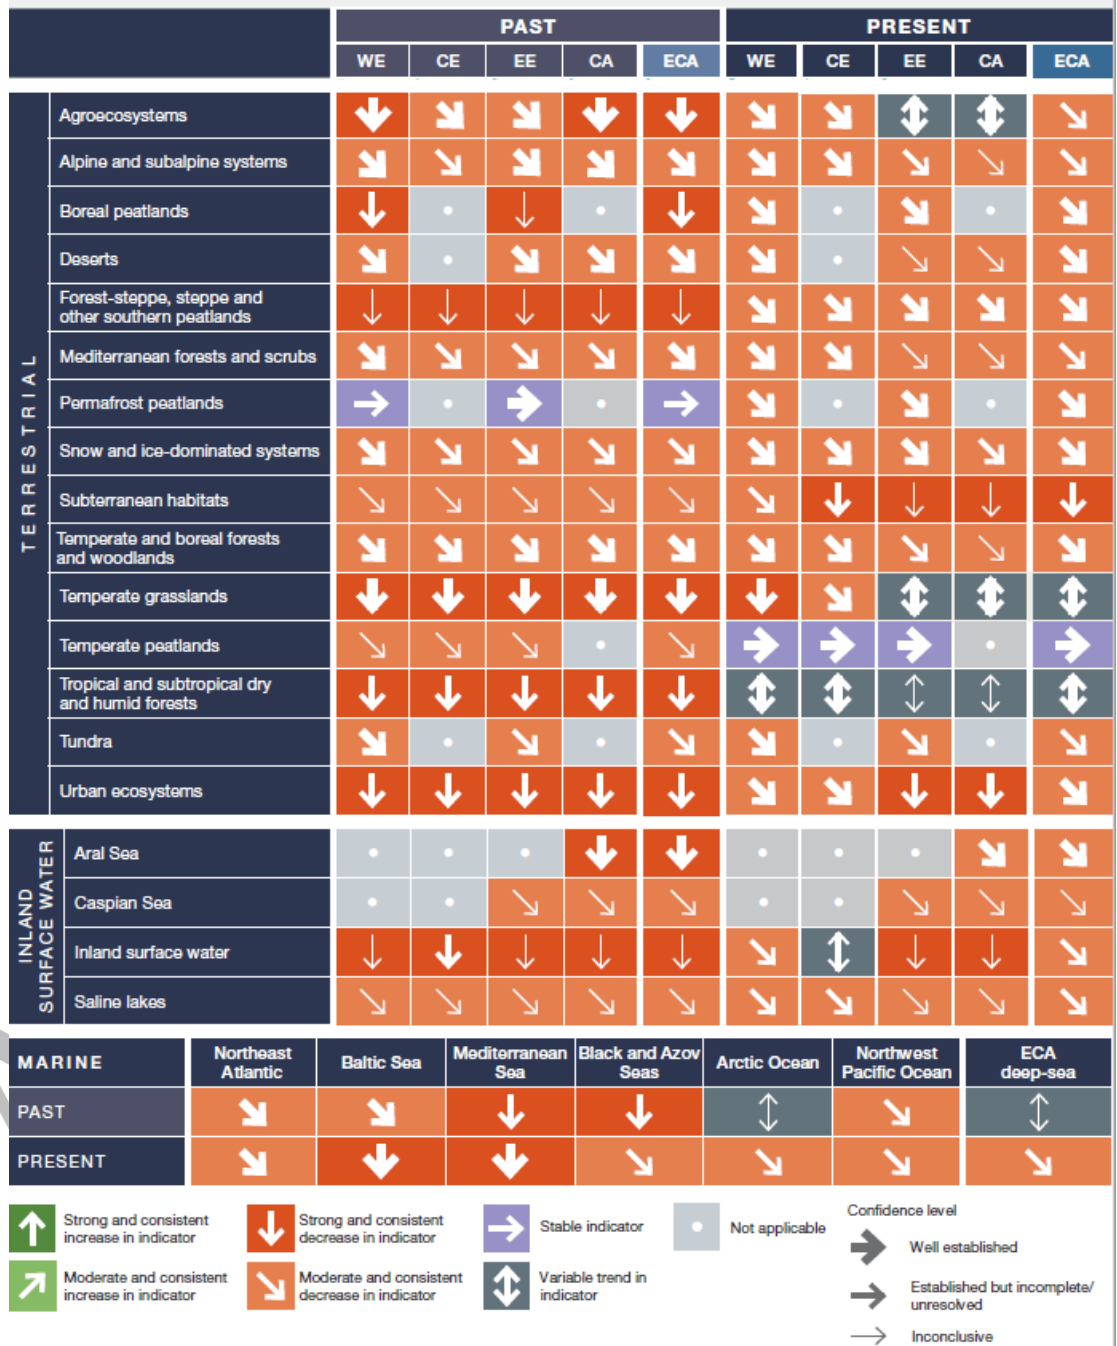 PAST
PRESENT
WE CE EE CA ECA WE CE EE CA ECA
TERRESTRIAL
Agroecosystems
Alpine and subalpine systems
Boreal peatlands
Deserts
Forest-steppe, steppe and
other southern peatlands
Mediterranean forests and scrubs
Permafrost peatlands
Snow and ice-dominated systems
Subterranean habitats
Temperate and boreal forests
and woodlands
Temperate grasslands
Temperate peatlands
Tropical and subtropical dry
and humid forests
Tundra
Urban ecosystems
INLAND
SURFACE WATER
Aral Sea
Caspian Sea
Inland surface water
Saline lakes
MARINE
Northeast
Atlantic
Baltic Sea
Mediterranean
Sea
Black and Azov
Seas
Arctic Ocean
Northwest
Pacific Ocean
ECA
deep-sea
PAST
PRESENT
Strong and consistent
increase in indicator
Strong and consistent
decrease in indicator
Stable indicator
Not applicable
Moderate and consistent
increase in indicator
Moderate and consistent
decrease in indicator
Variable trend in
indicator
Confidence level
Well established
Established but incomplete/
unresolved
Inconclusive